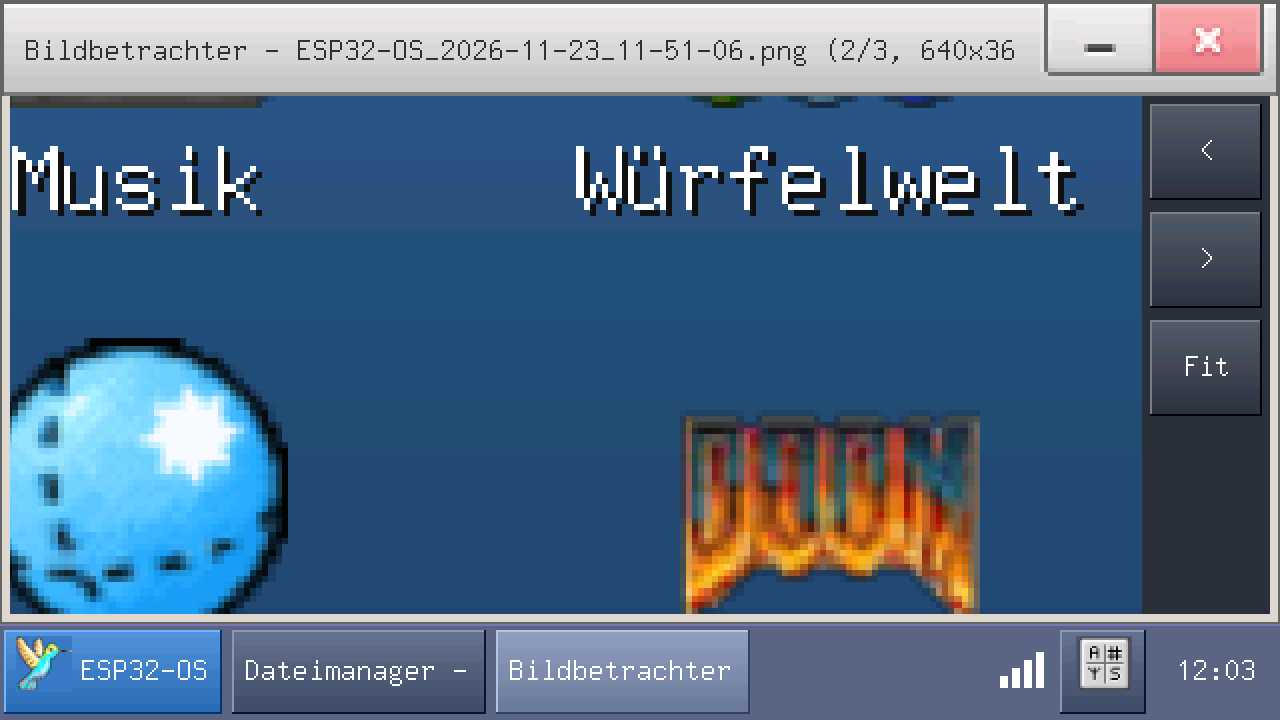 Bildbetrachter - ESP32-OS_2026-11-23_11-51-06.png (2/3, 640x36
Musik
Würfelwelt
<
>
Fit
DOOM
ESP32-OS
Dateimanager -
Bildbetrachter
A #
Y S
12:03